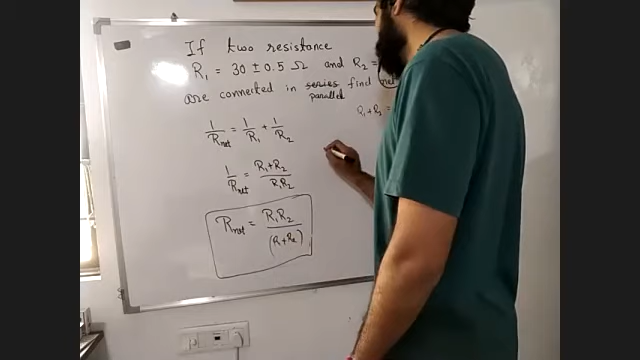 If two resistance
R₁ = 30 ± 0.5 Ω and R₂ =
are connected in ~~series~~ find net
parallel
R₁ + R₂ =
1/Rnet = 1/R₁ + 1/R₂
1/Rnet = R₁+R₂/R₁R₂
Rnet = R₁R₂/(R₁+R₂)